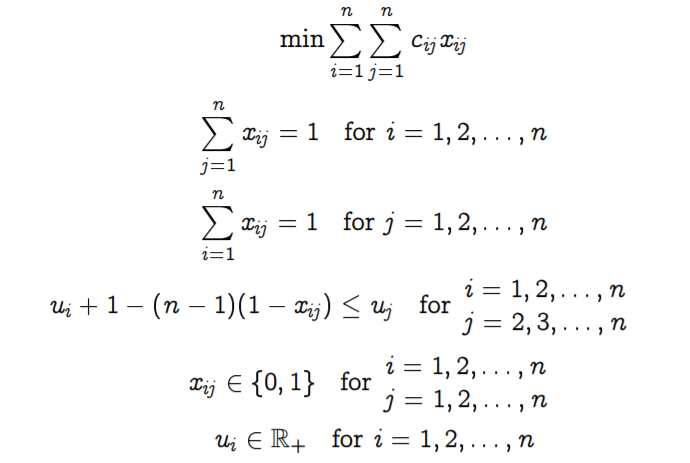 min ∑_{i=1}^{n} ∑_{j=1}^{n} c_{ij} x_{ij}
∑_{j=1}^{n} x_{ij} = 1 for i = 1, 2, . . . , n
∑_{i=1}^{n} x_{ij} = 1 for j = 1, 2, . . . , n
u_i + 1 − (n − 1)(1 − x_{ij}) ≤ u_j for i = 1, 2, . . . , n
j = 2, 3, . . . , n
x_{ij} ∈ {0, 1} for i = 1, 2, . . . , n
j = 1, 2, . . . , n
u_i ∈ ℝ_+ for i = 1, 2, . . . , n